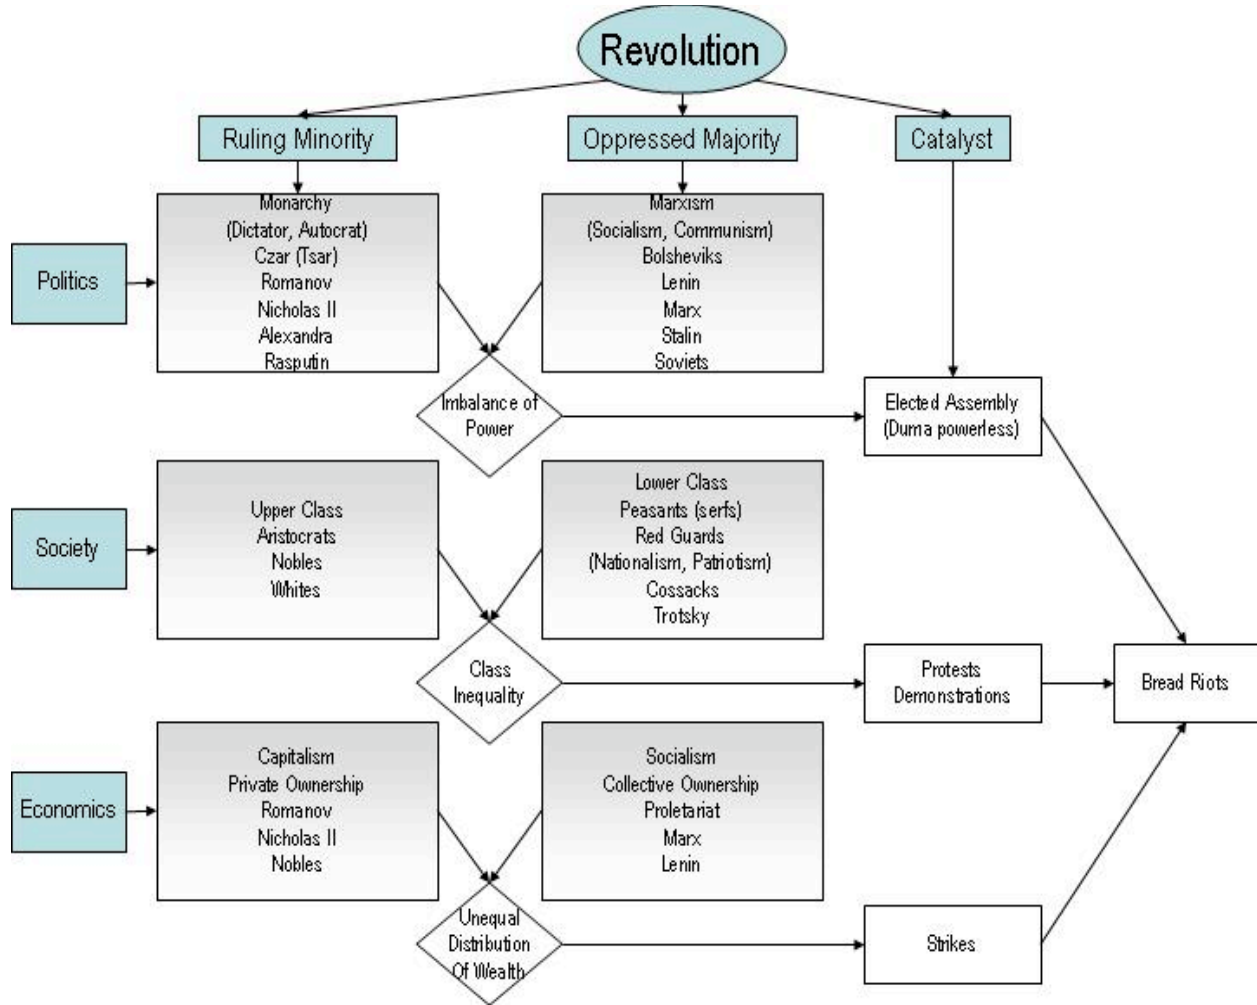 Revolution
Ruling Minority
Oppressed Majority
Catalyst
Politics
Monarchy
(Dictator, Autocrat)
Czar (Tsar)
Romanov
Nicholas II
Alexandra
Rasputin
Marxism
(Socialism, Communism)
Bolsheviks
Lenin
Marx
Stalin
Soviets
Imbalance of
Power
Elected Assembly
(Duma powerless)
Society
Upper Class
Aristocrats
Nobles
Whites
Lower Class
Peasants (serfs)
Red Guards
(Nationalism, Patriotism)
Cossacks
Trotsky
Class
Inequality
Protests
Demonstrations
Bread Riots
Economics
Capitalism
Private Ownership
Romanov
Nicholas II
Nobles
Socialism
Collective Ownership
Proletariat
Marx
Lenin
Unequal
Distribution
Of Wealth
Strikes